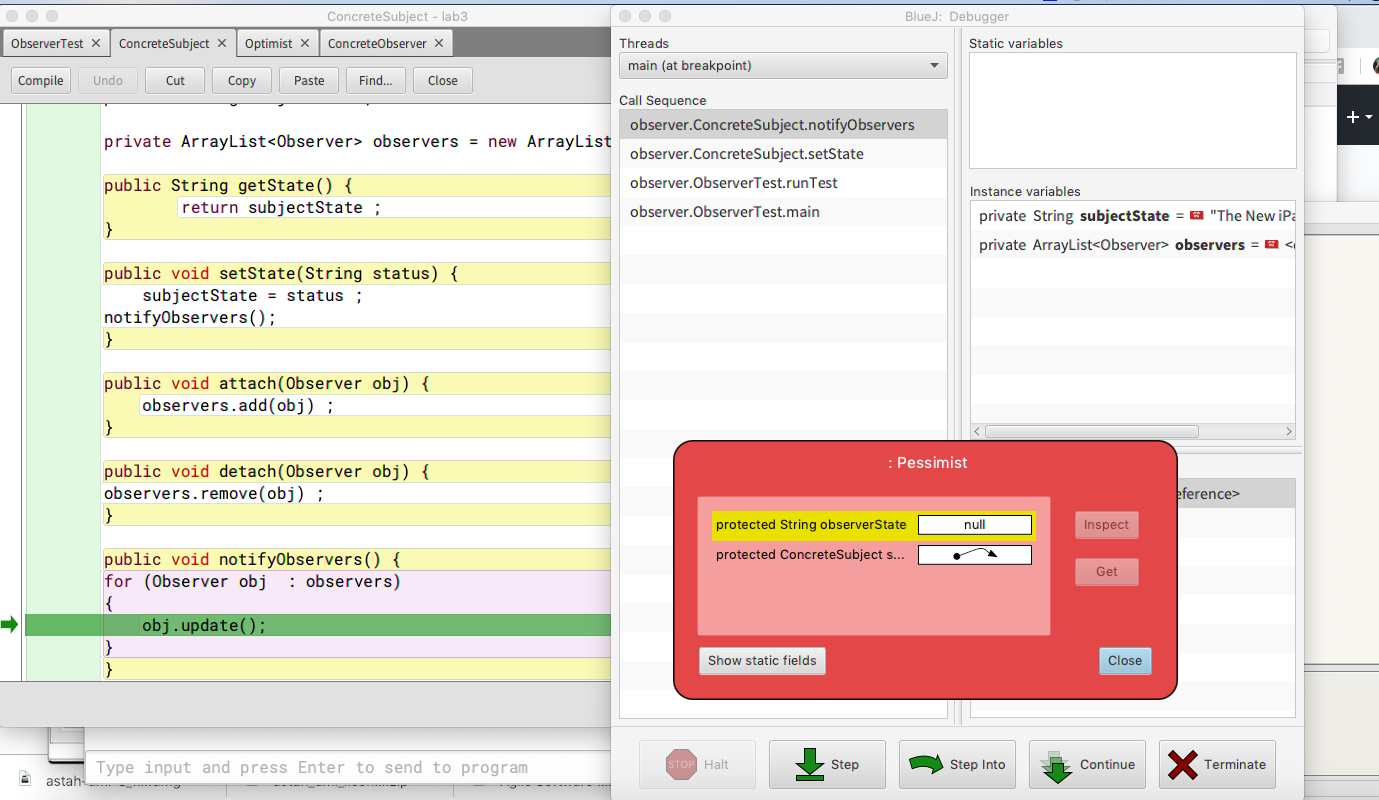 ConcreteSubject - lab3
ObserverTest
ConcreteSubject
Optimist
ConcreteObserver
Compile
Undo
Cut
Copy
Paste
Find...
Close
private ArrayList<Observer> observers = new ArrayList
public String getState() {
return subjectState ;
}
public void setState(String status) {
subjectState = status ;
notifyObservers();
}
public void attach(Observer obj) {
observers.add(obj) ;
}
public void detach(Observer obj) {
observers.remove(obj) ;
}
public void notifyObservers() {
for (Observer obj  : observers)
{
obj.update();
}
}
Type input and press Enter to send to program
BlueJ:  Debugger
Threads
main (at breakpoint)
Call Sequence
observer.ConcreteSubject.notifyObservers
observer.ConcreteSubject.setState
observer.ObserverTest.runTest
observer.ObserverTest.main
Static variables
Instance variables
private String subjectState = "The New iPa
private ArrayList<Observer> observers = <
eference>
: Pessimist
protected String observerState
null
protected ConcreteSubject s...
Inspect
Get
Show static fields
Close
STOP
Halt
Step
Step Into
Continue
Terminate